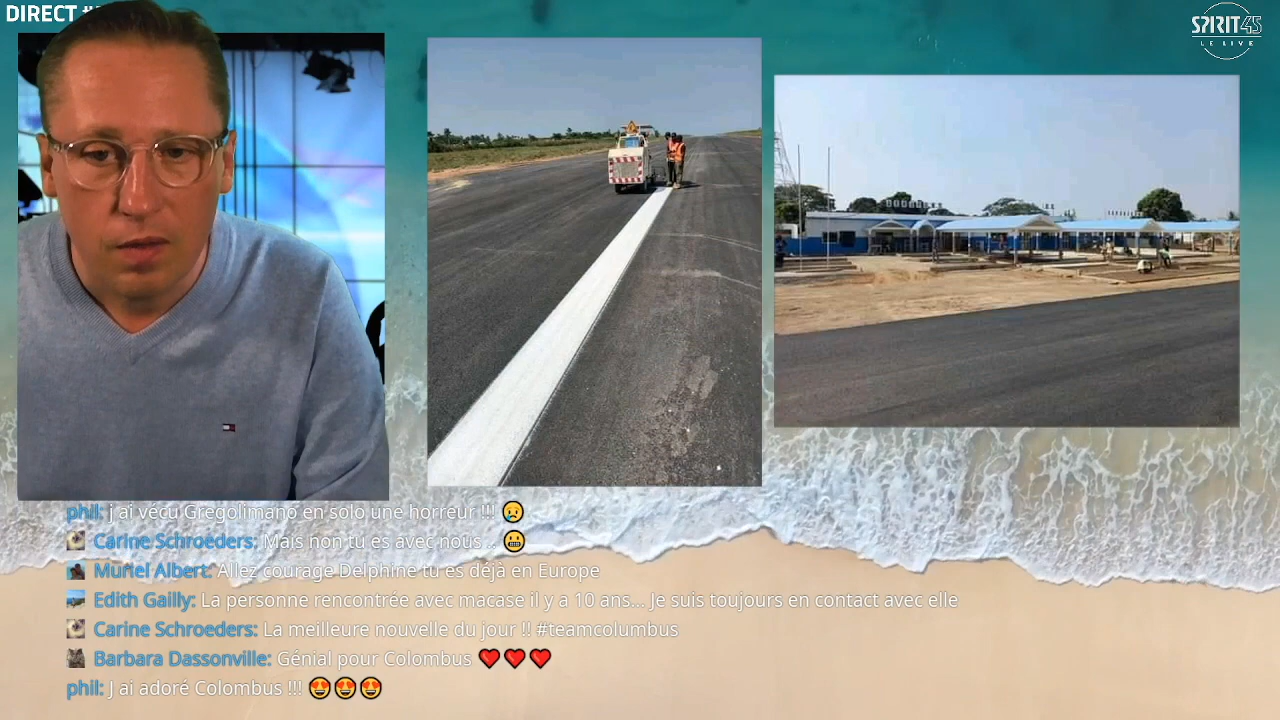 DIRECT
SPIRIT45
LE LIVE
phil: j ai vécu Gregolimano en solo une horreur !!! 😥
Carine Schroeders: Mais non tu es avec nous .. 😬
Muriel Albert: Allez courage Delphine tu es déjà en Europe
Edith Gailly: La personne rencontrée avec macase il y a 10 ans... Je suis toujours en contact avec elle
Carine Schroeders: La meilleure nouvelle du jour !! #teamcolumbus
Barbara Dassonville: Génial pour Colombus ❤️❤️❤️
phil: J ai adoré Colombus !!! 😍😍😍